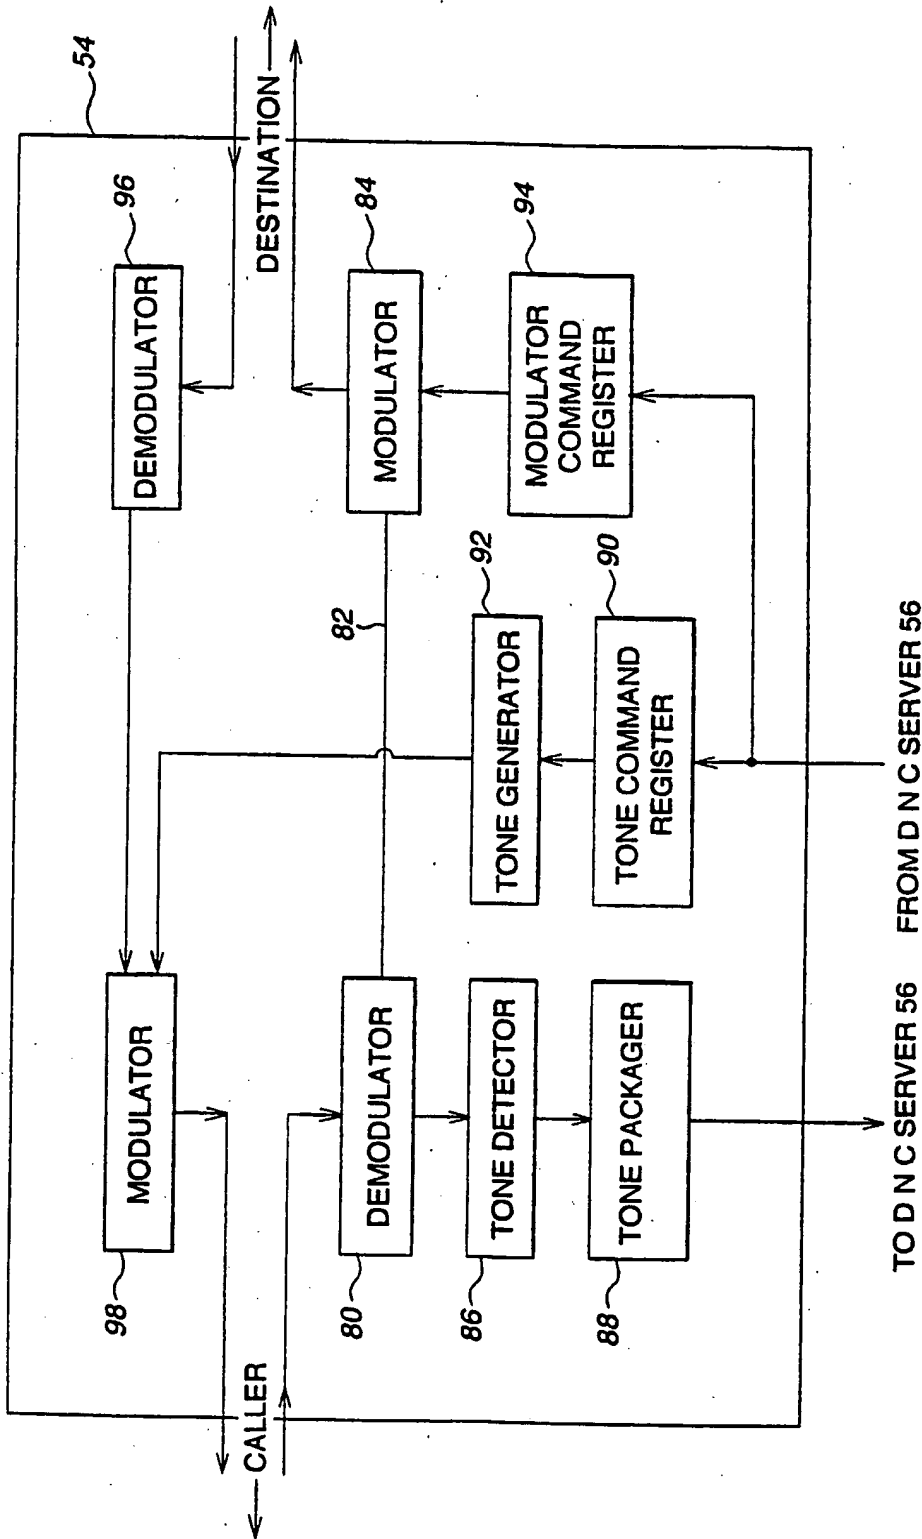 54
96
DEMODULATOR
DESTINATION
84
MODULATOR
94
MODULATOR
COMMAND
REGISTER
82
92
TONE GENERATOR
90
TONE COMMAND
REGISTER
FROM D N C SERVER 56
MODULATOR
98
CALLER
DEMODULATOR
80
TONE DETECTOR
86
TONE PACKAGER
88
TO D N C SERVER 56